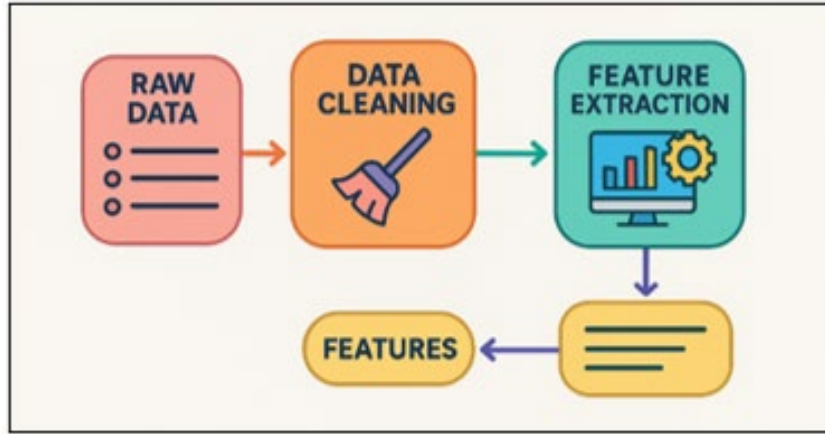 RAW
DATA
DATA
CLEANING
FEATURE
EXTRACTION
FEATURES